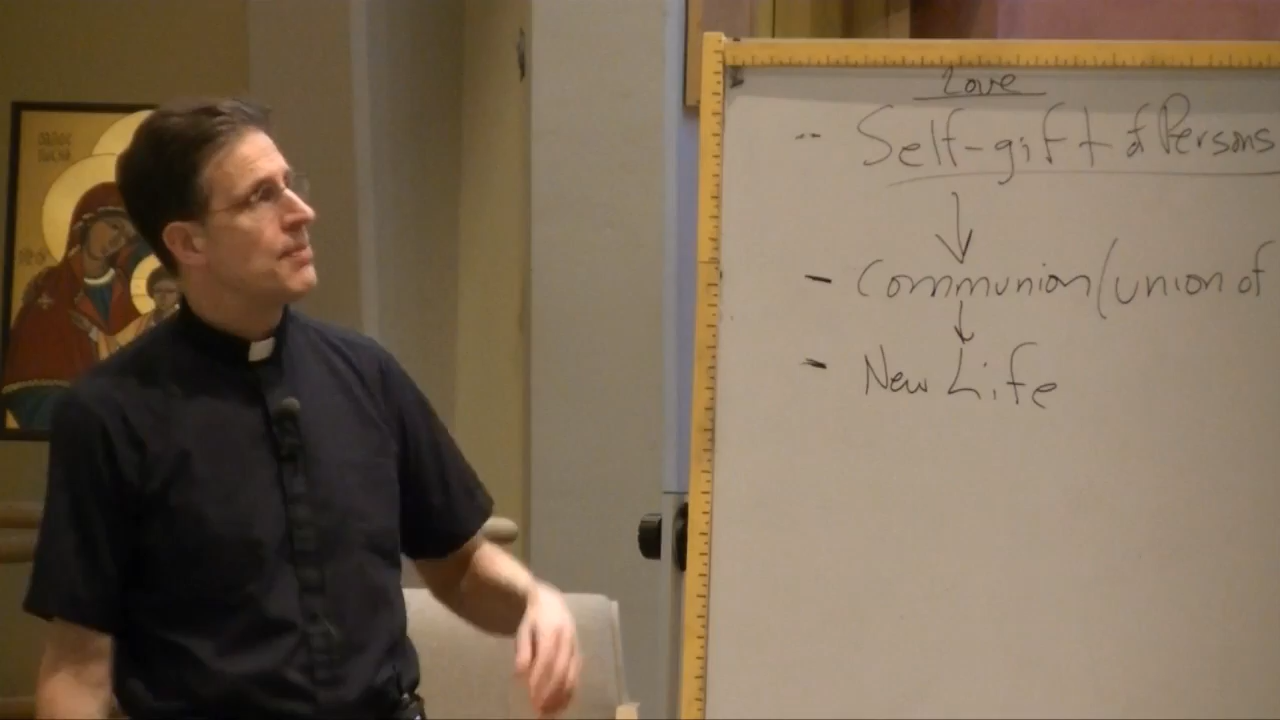 Love
-- Self-gift of Persons
- Communion (union of
- New Life